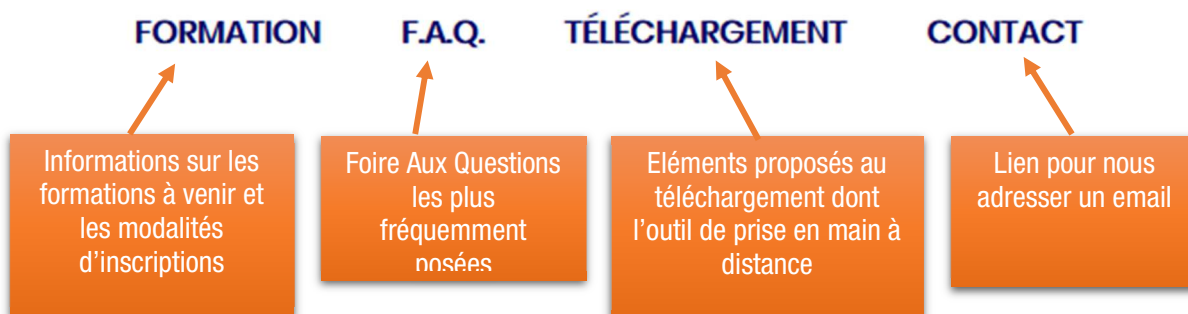 FORMATION F.A.Q. TÉLÉCHARGEMENT CONTACT
Informations sur les
formations à venir et
les modalités
d'inscriptions
Foire Aux Questions
les plus
fréquemment
posées
Eléments proposés au
téléchargement dont
l'outil de prise en main à
distance
Lien pour nous
adresser un email